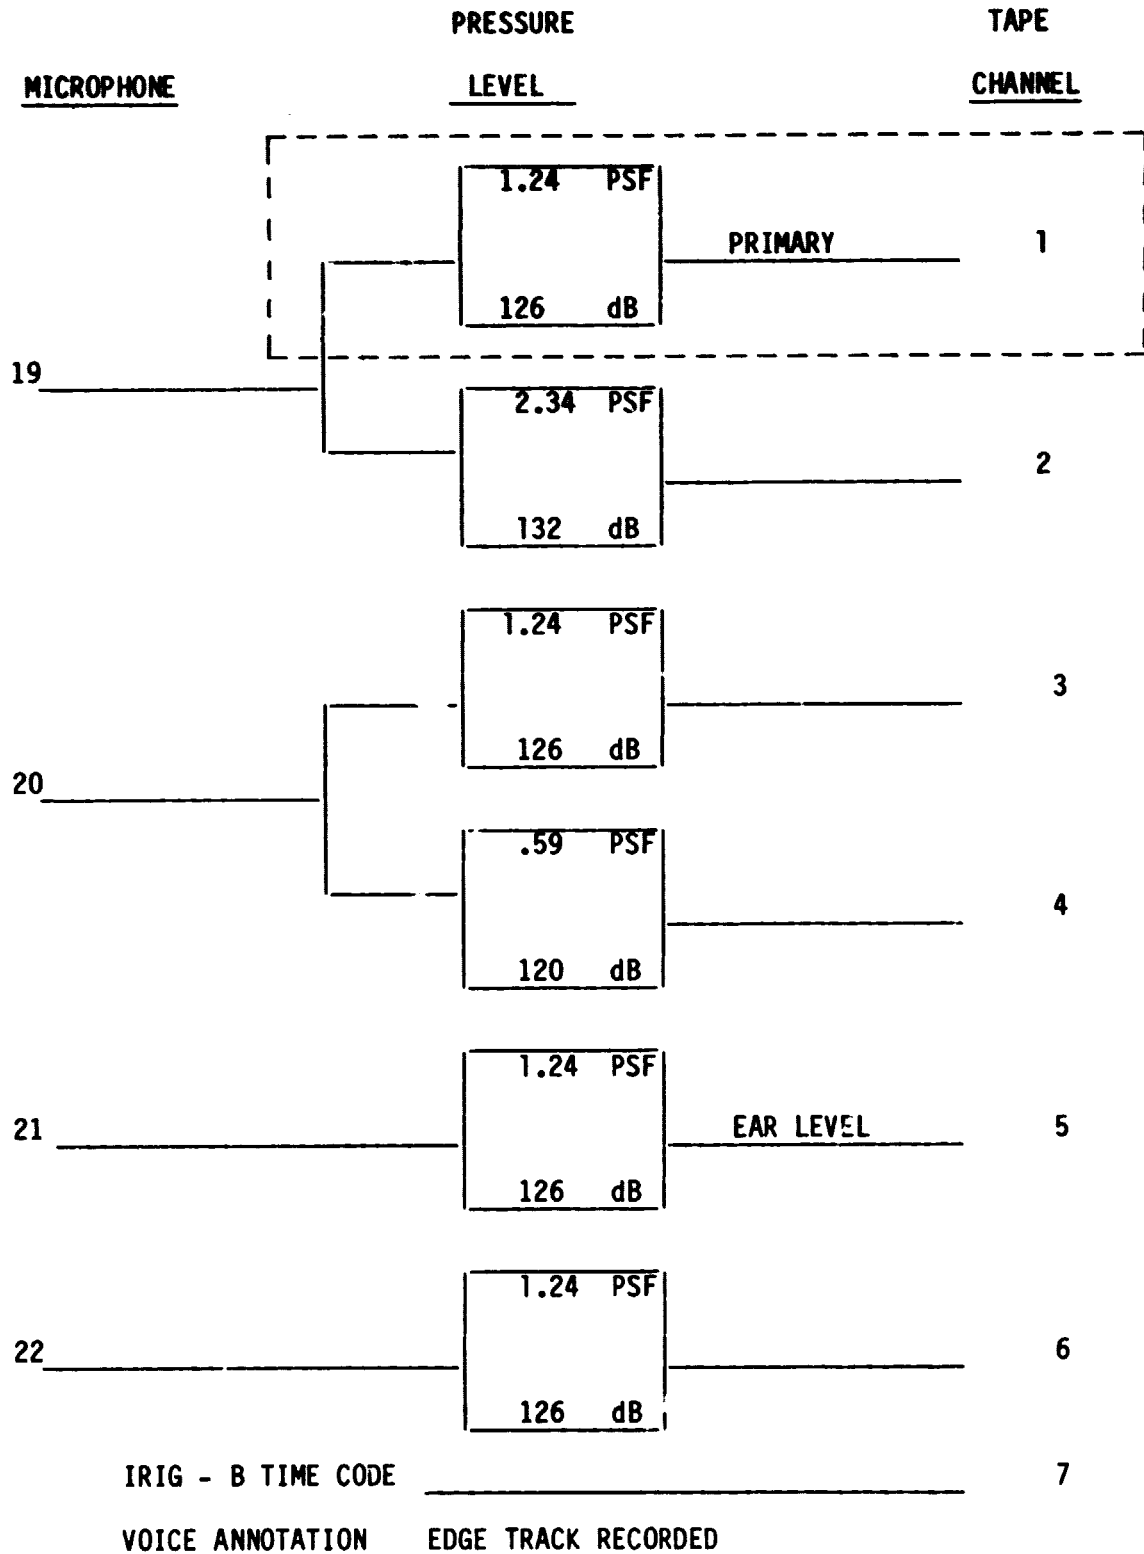 PRESSURE TAPE
MICROPHONE LEVEL CHANNEL
1.24 PSF
PRIMARY 1
126 dB
19
2.34 PSF
2
132 dB
1.24 PSF
3
126 dB
20
.59 PSF
4
120 dB
1.24 PSF
21 EAR LEVEL 5
126 dB
1.24 PSF
22 6
126 dB
IRIG - B TIME CODE 7
VOICE ANNOTATION EDGE TRACK RECORDED